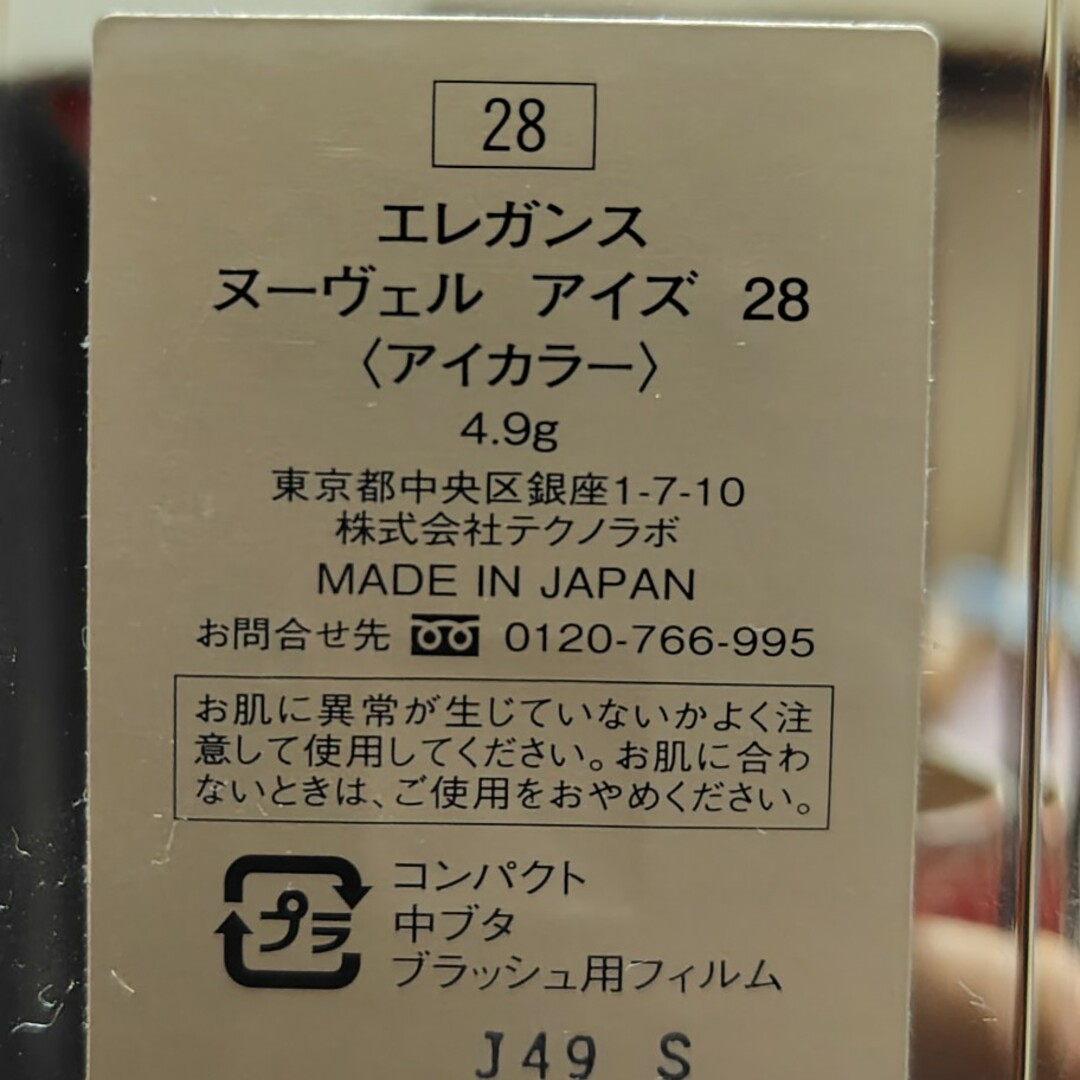 28
エレガンス
ヌーヴェル アイズ 28
〈アイカラー〉
4.9g
東京都中央区銀座1-7-10
株式会社テクノラボ
MADE IN JAPAN
お問合せ先 0120-766-995
お肌に異常が生じていないかよく注
意して使用してください。お肌に合わ
ないときは、ご使用をおやめください。
プラ
コンパクト
中ブタ
ブラッシュ用フィルム
J49 S